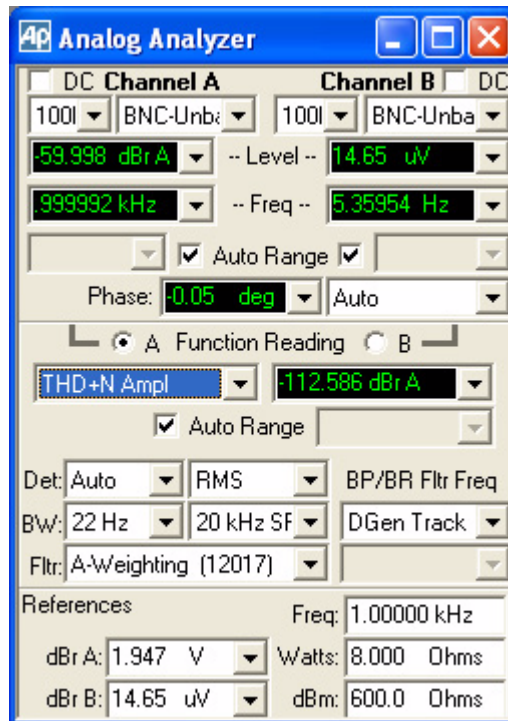 Ap Analog Analyzer
DC Channel A Channel B DC
100l BNC-Unba 100l BNC-Unba
-59.998 dBr A -- Level -- 14.65 uV
.999992 kHz -- Freq -- 5.35954 Hz
Auto Range
Phase: -0.05 deg Auto
A Function Reading B
THD+N Ampl -112.586 dBr A
Auto Range
Det: Auto RMS BP/BR Fltr Freq
BW: 22 Hz 20 kHz SF DGen Track
Fltr: A-Weighting (12017)
References Freq: 1.00000 kHz
dBr A: 1.947 V Watts: 8.000 Ohms
dBr B: 14.65 uV dBm: 600.0 Ohms